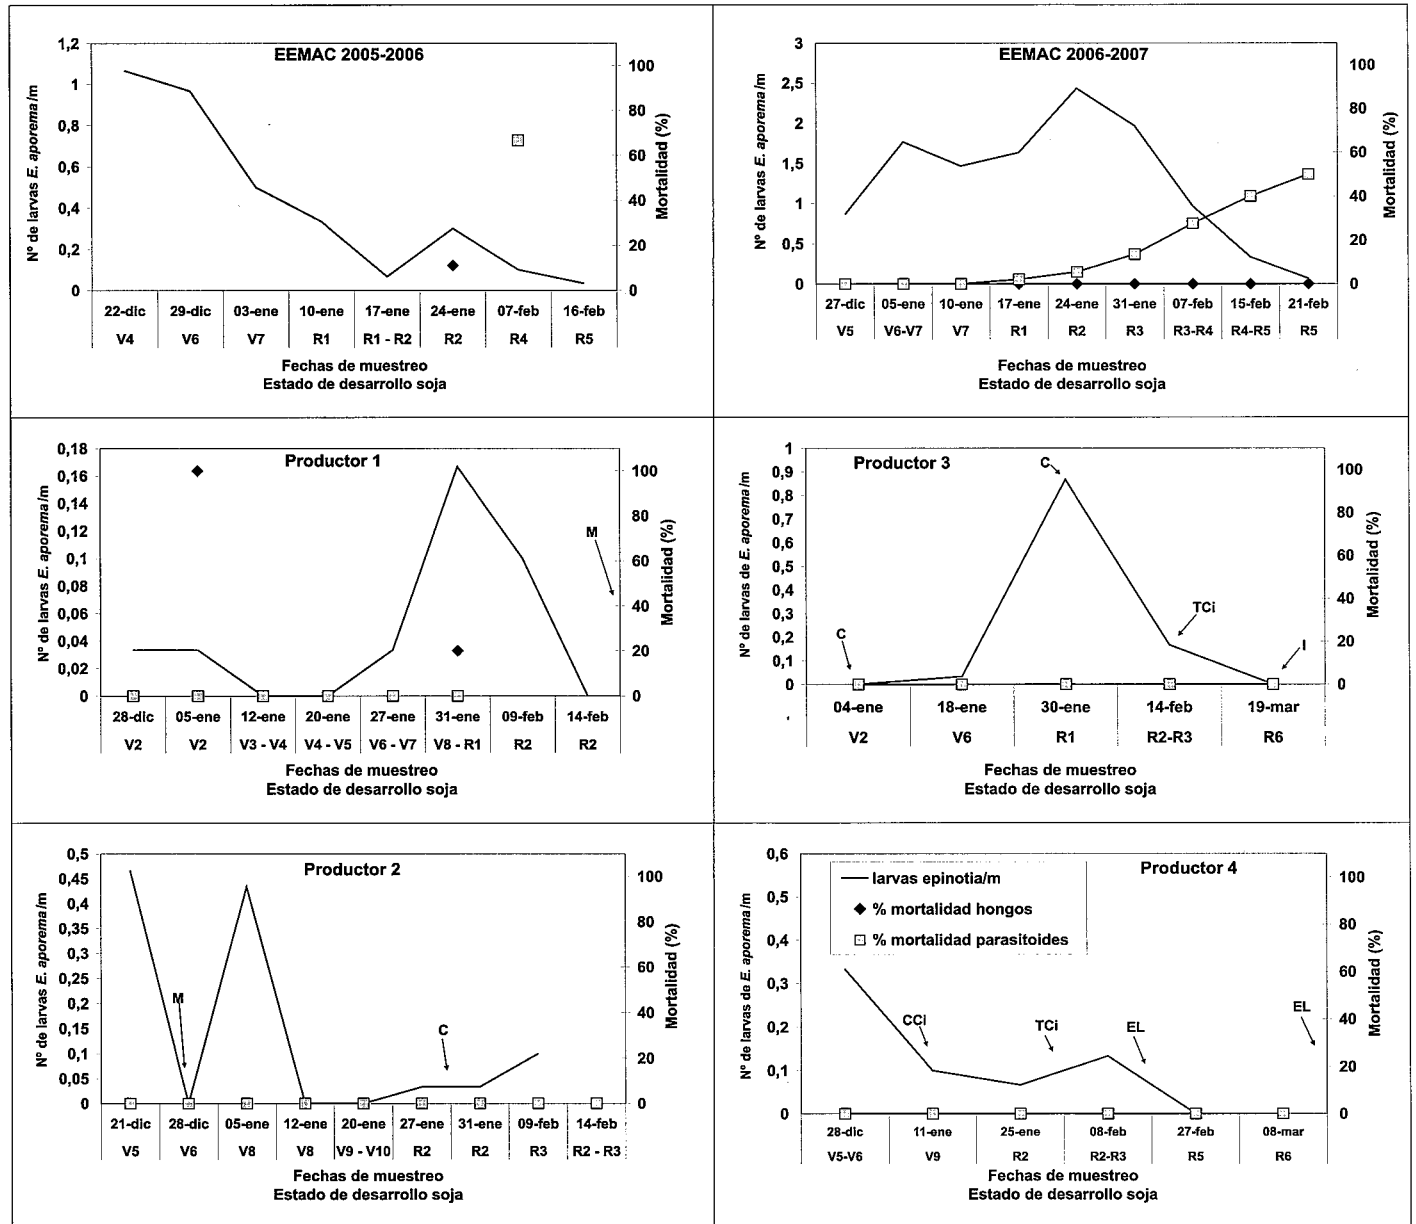 EEMAC 2005-2006
Nº de larvas E. aporema/m
1,2
1
0,8
0,6
0,4
0,2
0
100
80
60
40
20
0
Mortalidad (%)
22-dic 29-dic 03-ene 10-ene 17-ene 24-ene 07-feb 16-feb
V4 V6 V7 R1 R1 - R2 R2 R4 R5
Fechas de muestreo
Estado de desarrollo soja
EEMAC 2006-2007
Nº de larvas E. aporema/m
3
2,5
2
1,5
1
0,5
0
100
80
60
40
20
0
Mortalidad (%)
27-dic 05-ene 10-ene 17-ene 24-ene 31-ene 07-feb 15-feb 21-feb
V5 V6-V7 V7 R1 R2 R3 R3-R4 R4-R5 R5
Fechas de muestreo
Estado de desarrollo soja
Productor 1
Nº de larvas E. aporema/m
0,18
0,16
0,14
0,12
0,1
0,08
0,06
0,04
0,02
0
M
100
80
60
40
20
0
Mortalidad (%)
28-dic 05-ene 12-ene 20-ene 27-ene 31-ene 09-feb 14-feb
V2 V2 V3 - V4 V4 - V5 V6 - V7 V8 - R1 R2 R2
Fechas de muestreo
Estado de desarrollo soja
Productor 3
Nº de larvas de E. aporema/m
1
0,9
0,8
0,7
0,6
0,5
0,4
0,3
0,2
0,1
0
C
C
TCi
I
100
80
60
40
20
0
Mortalidad (%)
04-ene 18-ene 30-ene 14-feb 19-mar
V2 V6 R1 R2-R3 R6
Fechas de muestreo
Estado de desarrollo soja
Productor 2
Nº de larvas E. aporema/m
0,5
0,45
0,4
0,35
0,3
0,25
0,2
0,15
0,1
0,05
0
M
C
100
80
60
40
20
0
Mortalidad (%)
21-dic 28-dic 05-ene 12-ene 20-ene 27-ene 31-ene 09-feb 14-feb
V5 V6 V8 V8 V9 - V10 R2 R2 R3 R2 - R3
Fechas de muestreo
Estado de desarrollo soja
Productor 4
larvas epinotia/m
% mortalidad hongos
% mortalidad parasitoides
Nº de larvas de E. aporema/m
0,6
0,5
0,4
0,3
0,2
0,1
0
CCi
TCi
EL
EL
100
80
60
40
20
0
Mortalidad (%)
28-dic 11-ene 25-ene 08-feb 27-feb 08-mar
V5-V6 V9 R2 R2-R3 R5 R6
Fechas de muestreo
Estado de desarrollo soja